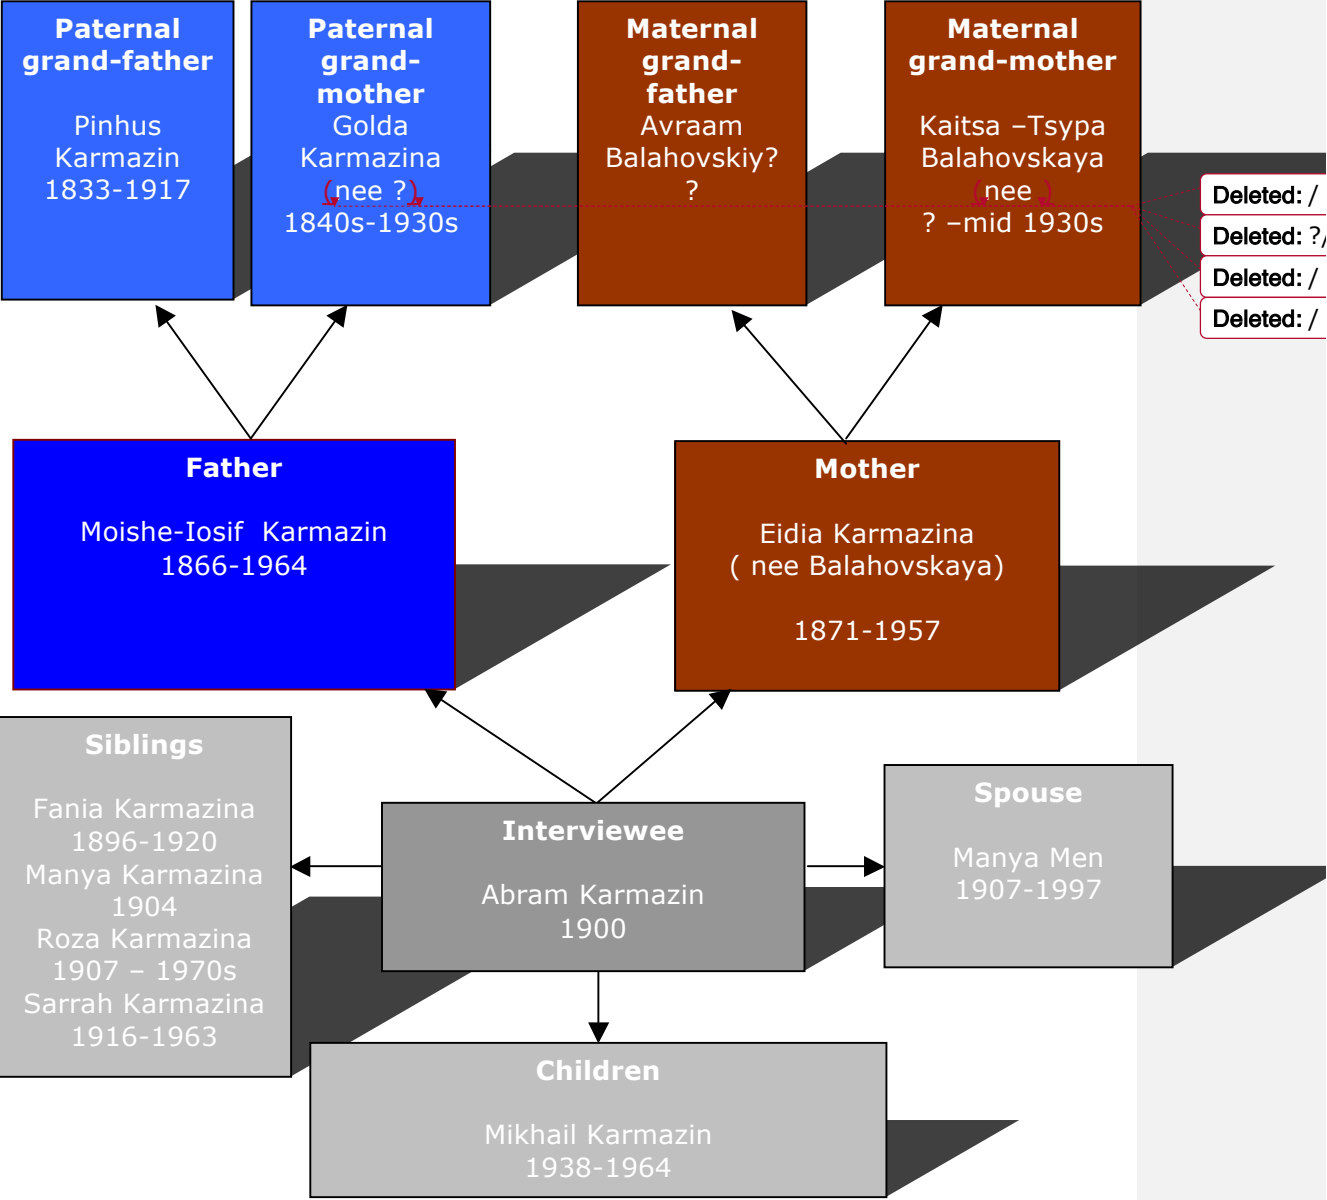 Paternal
grand-father
Pinhus
Karmazin
1833-1917
Paternal
grand-
mother
Golda
Karmazina
(nee ?)
1840s-1930s
Maternal
grand-
father
Avraam
Balahovskiy?
?
Maternal
grand-mother
Kaitsa –Tsypa
Balahovskaya
(nee )
? –mid 1930s
Deleted: /
Deleted: ?/
Deleted: /
Deleted: /
Father
Moishe-Iosif  Karmazin
1866-1964
Mother
Eidia Karmazina
( nee Balahovskaya)
1871-1957
Siblings
Fania Karmazina
1896-1920
Manya Karmazina
1904
Roza Karmazina
1907 – 1970s
Sarrah Karmazina
1916-1963
Interviewee
Abram Karmazin
1900
Spouse
Manya Men
1907-1997
Children
Mikhail Karmazin
1938-1964